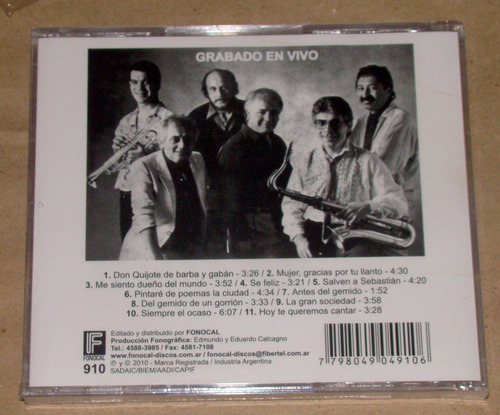 GRABADO EN VIVO
1. Don Quijote de barba y gabán - 3:26 / 2. Mujer, gracias por tu llanto - 4:30
3. Me siento dueño del mundo - 3:52 / 4. Se feliz - 3:21 / 5. Salven a Sebastián - 4:20
6. Pintaré de poemas la ciudad - 4:34 / 7. Antes del gemido - 1:52
8. Del gemido de un gorrión - 3:33 / 9. La gran sociedad - 3:58
10. Siempre el ocaso - 6:07 / 11. Hoy te queremos cantar - 3:28
F
FONOCAL
910
Editado y distribuido por FONOCAL
Producción Fonográfica: Edmundo y Eduardo Calcagno
Tel.: 4588-3985 / Fax: 4581-7108
www.fonocal-discos.com.ar / fonocal-discos@fibertel.com.ar
℗ y © 2010 - Marca Registrada / Industria Argentina
SADAIC/BIEM/AADI/CAPIF
7 798049 049106